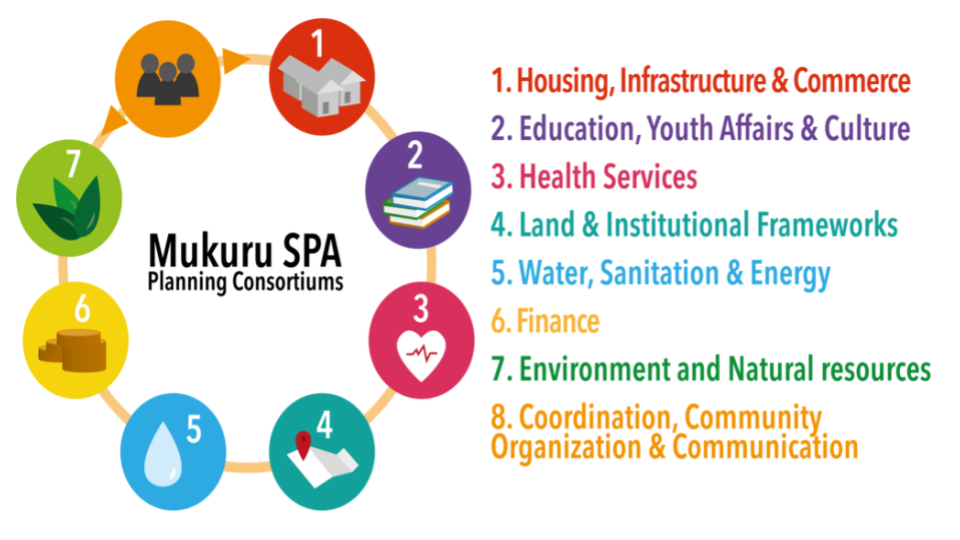 1
2
3
4
5
6
7
Mukuru SPA
Planning Consortiums
1. Housing, Infrastructure & Commerce
2. Education, Youth Affairs & Culture
3. Health Services
4. Land & Institutional Frameworks
5. Water, Sanitation & Energy
6. Finance
7. Environment and Natural resources
8. Coordination, Community
Organization & Communication